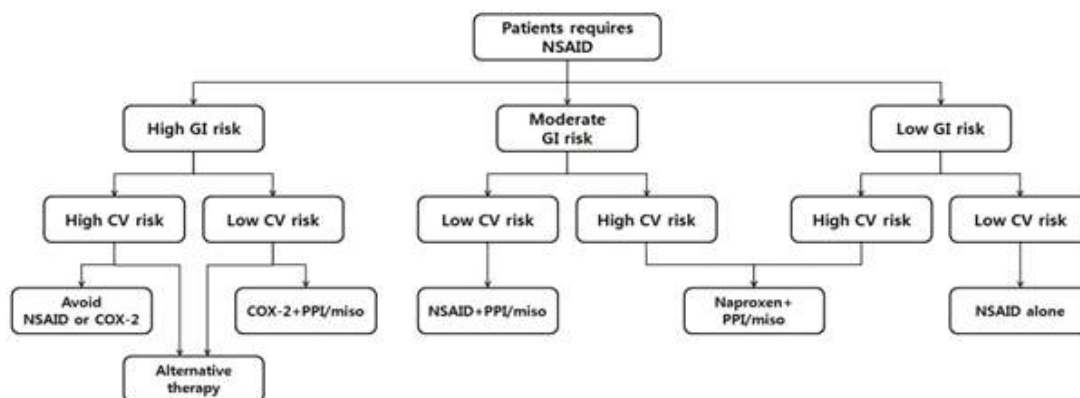 Patients requires
NSAID
High GI risk
Moderate
GI risk
Low GI risk
High CV risk
Low CV risk
Low CV risk
High CV risk
High CV risk
Low CV risk
Avoid
NSAID or COX-2
COX-2+PPI/miso
NSAID+PPI/miso
Naproxen+
PPI/miso
NSAID alone
Alternative
therapy